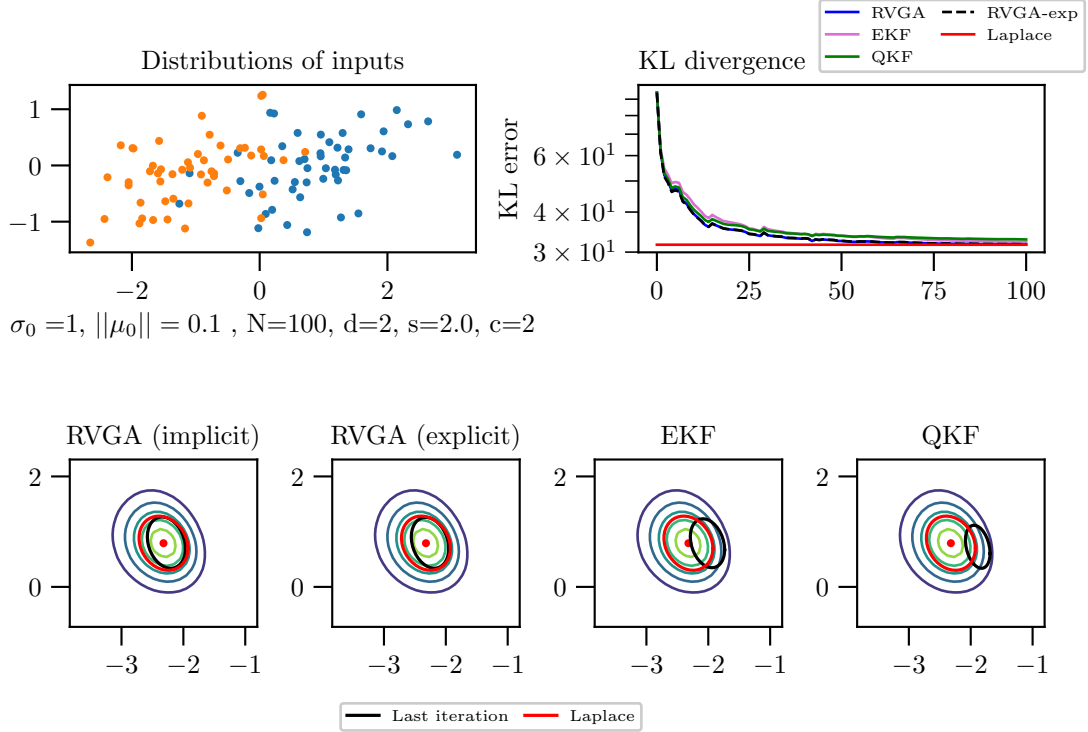 Distributions of inputs
1
0
−1
−2
0
2
σ₀ =1, ||μ₀|| = 0.1 , N=100, d=2, s=2.0, c=2
KL divergence
RVGA
EKF
QKF
RVGA-exp
Laplace
KL error
6 × 10¹
4 × 10¹
3 × 10¹
0
25
50
75
100
RVGA (implicit)
2
0
−3
−2
−1
RVGA (explicit)
2
0
−3
−2
−1
EKF
2
0
−3
−2
−1
QKF
2
0
−3
−2
−1
Last iteration
Laplace